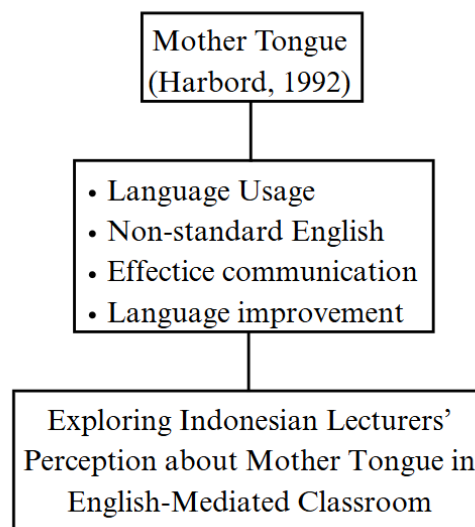 Mother Tongue
(Harbord, 1992)
• Language Usage
• Non-standard English
• Effectice communication
• Language improvement
Exploring Indonesian Lecturers’
Perception about Mother Tongue in
English-Mediated Classroom